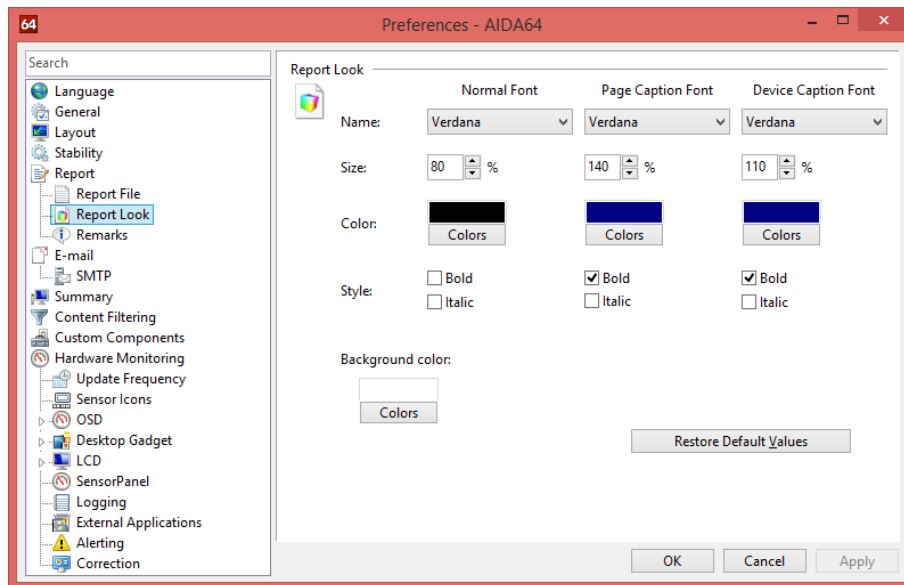 64
Preferences - AIDA64
Search
Language
General
Layout
Stability
Report
Report File
Report Look
Remarks
E-mail
SMTP
Summary
Content Filtering
Custom Components
Hardware Monitoring
Update Frequency
Sensor Icons
OSD
Desktop Gadget
LCD
SensorPanel
Logging
External Applications
Alerting
Correction
Report Look
Normal Font Page Caption Font Device Caption Font
Name: Verdana Verdana Verdana
Size: 80 % 140 % 110 %
Color:
Colors Colors Colors
Style: Bold Bold Bold
Italic Italic Italic
Background color:
Colors
Restore Default Values
OK Cancel Apply